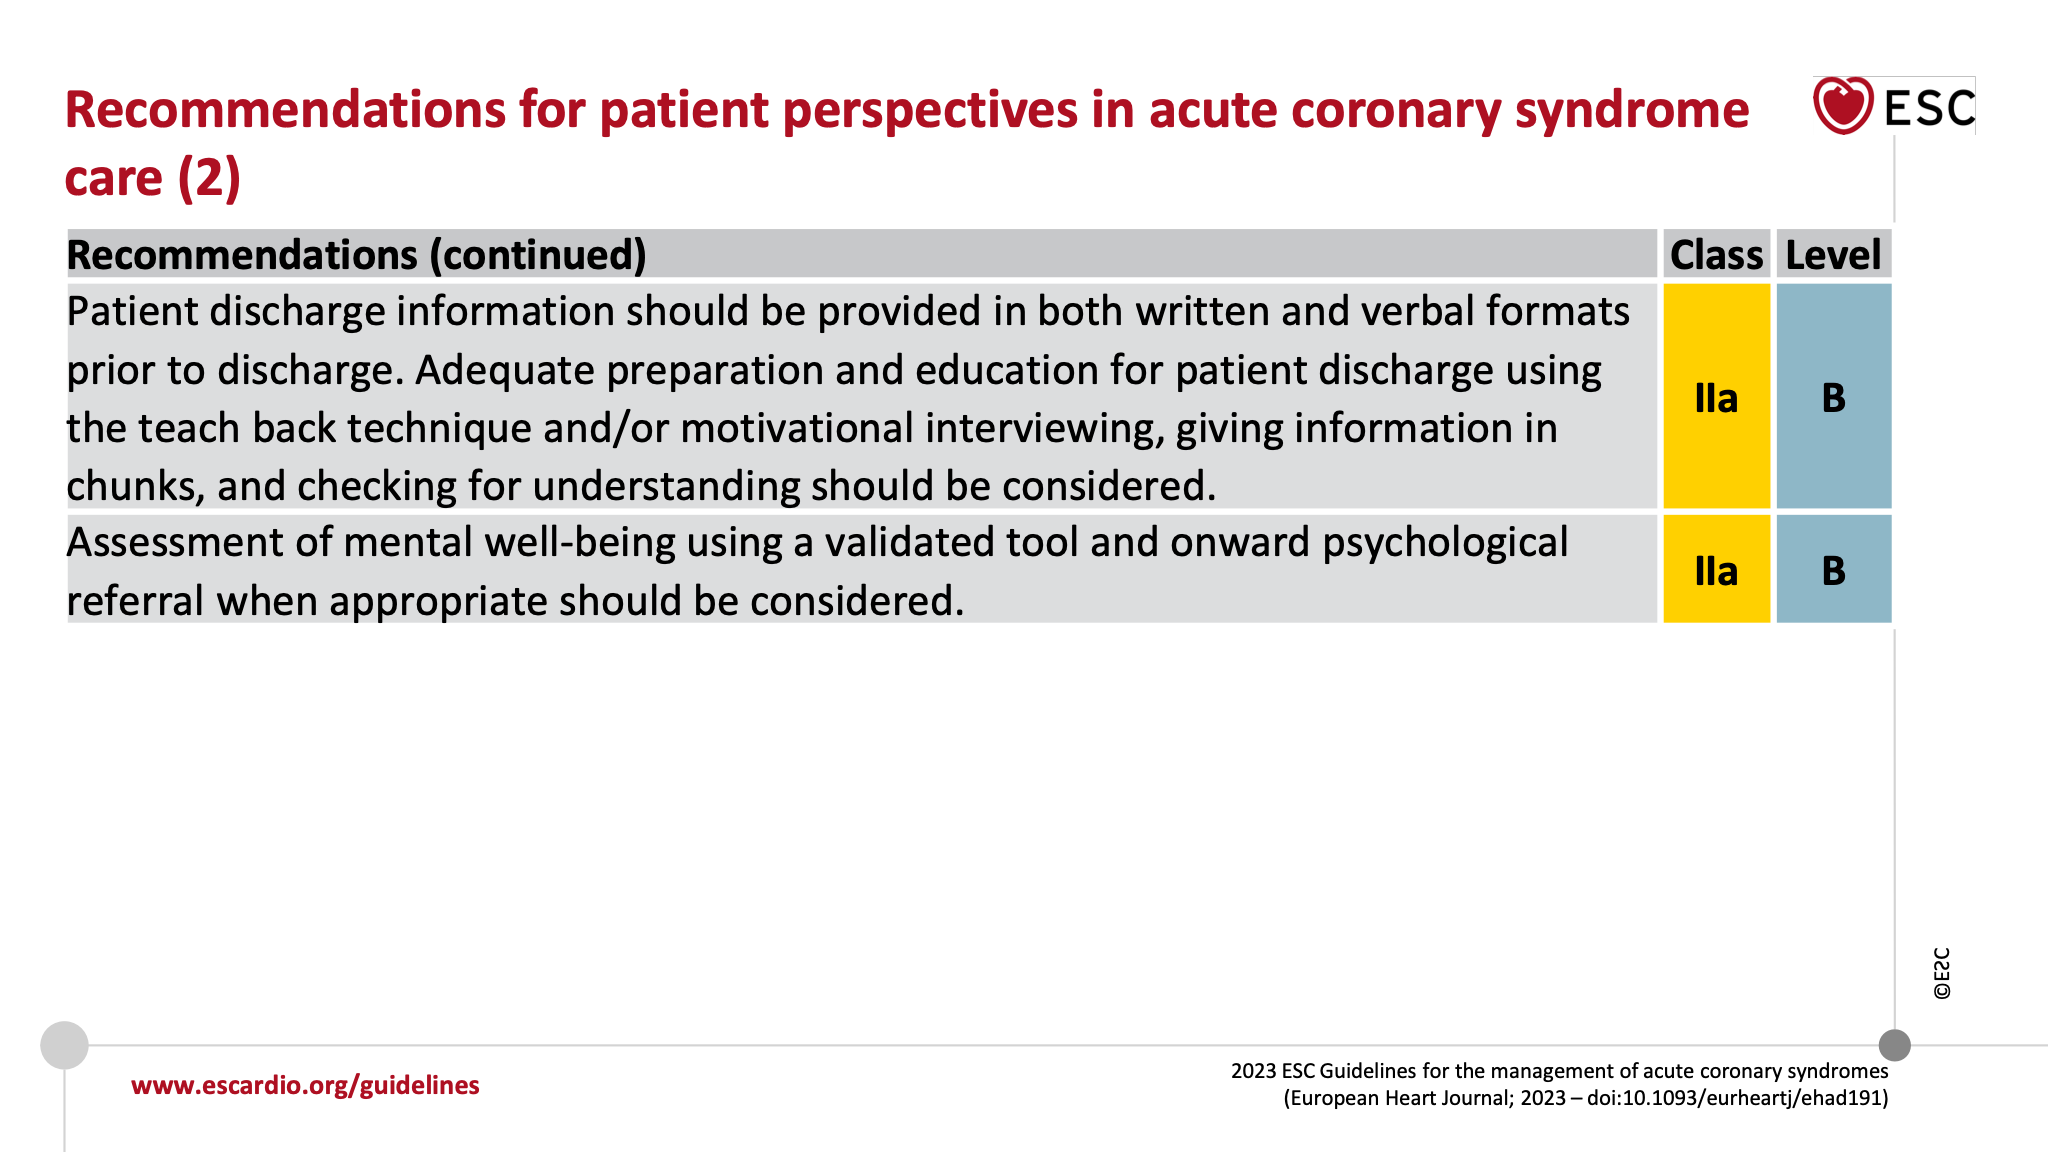 Recommendations for patient perspectives in acute coronary syndrome
care (2)
ESC
Recommendations (continued) Class Level
Patient discharge information should be provided in both written and verbal formats
prior to discharge. Adequate preparation and education for patient discharge using
the teach back technique and/or motivational interviewing, giving information in
chunks, and checking for understanding should be considered.
IIa B
Assessment of mental well-being using a validated tool and onward psychological
referral when appropriate should be considered.
IIa B
©ESC
www.escardio.org/guidelines
2023 ESC Guidelines for the management of acute coronary syndromes
(European Heart Journal; 2023 – doi:10.1093/eurheartj/ehad191)